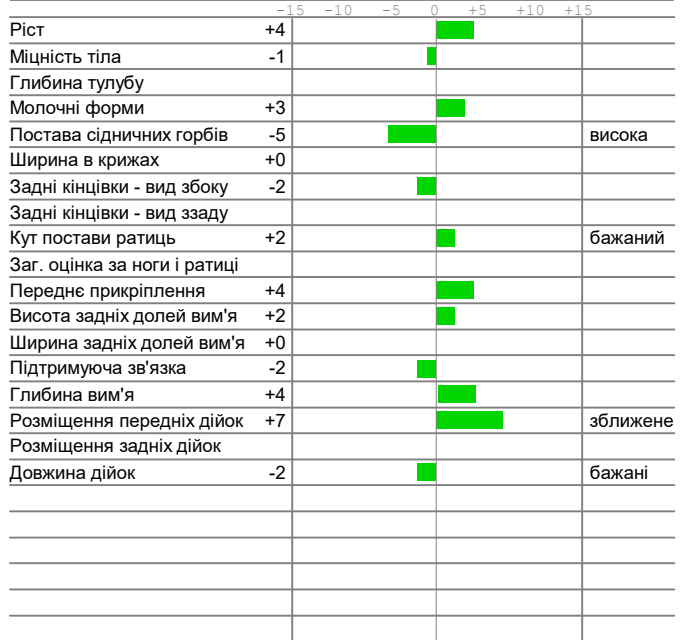 -15 -10 -5 0 +5 +10 +15
Ріст +4
Міцність тіла -1
Глибина тулубу
Молочні форми +3
Постава сідничних горбів -5 висока
Ширина в крижах +0
Задні кінцівки - вид збоку -2
Задні кінцівки - вид ззаду
Кут постави ратиць +2 бажаний
Заг. оцінка за ноги і ратиці
Переднє прикріплення +4
Висота задніх долей вим'я +2
Ширина задніх долей вим'я +0
Підтримуюча зв'язка -2
Глибина вим'я +4
Розміщення передніх дійок +7 зближене
Розміщення задніх дійок
Довжина дійок -2 бажані